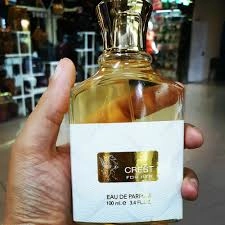 CREST
FOR HER
EAU DE PARFUM
100 mL ℮ 3.4 FL.OZ.